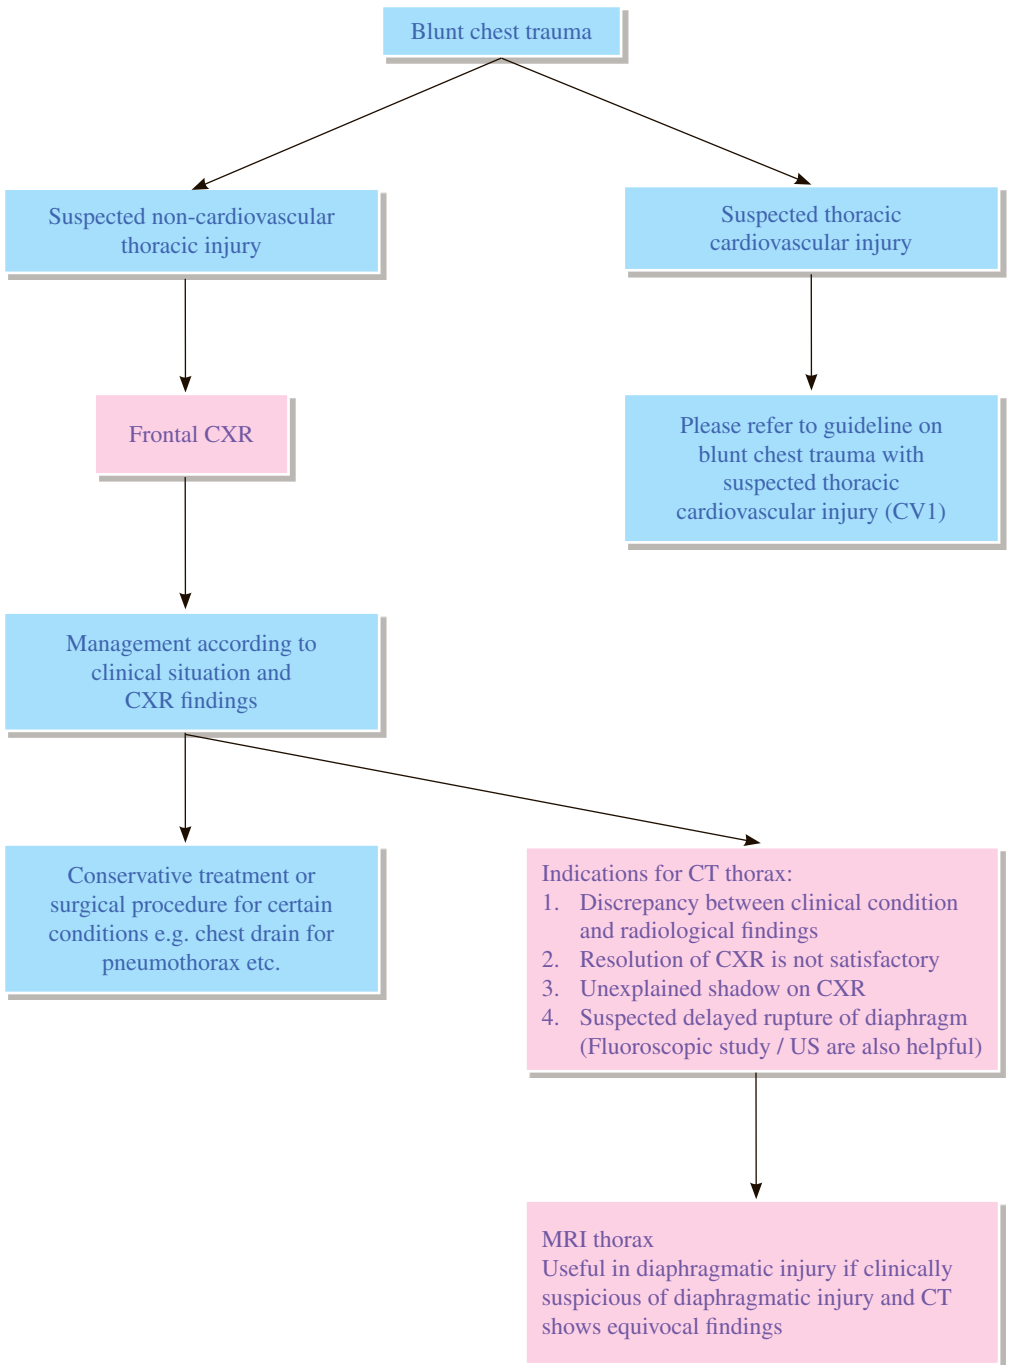 Blunt chest trauma
Suspected non-cardiovascular
thoracic injury
Suspected thoracic
cardiovascular injury
Frontal CXR
Please refer to guideline on
blunt chest trauma with
suspected thoracic
cardiovascular injury (CV1)
Management according to
clinical situation and
CXR findings
Conservative treatment or
surgical procedure for certain
conditions e.g. chest drain for
pneumothorax etc.
Indications for CT thorax:
1. Discrepancy between clinical condition
and radiological findings
2. Resolution of CXR is not satisfactory
3. Unexplained shadow on CXR
4. Suspected delayed rupture of diaphragm
(Fluoroscopic study / US are also helpful)
MRI thorax
Useful in diaphragmatic injury if clinically
suspicious of diaphragmatic injury and CT
shows equivocal findings